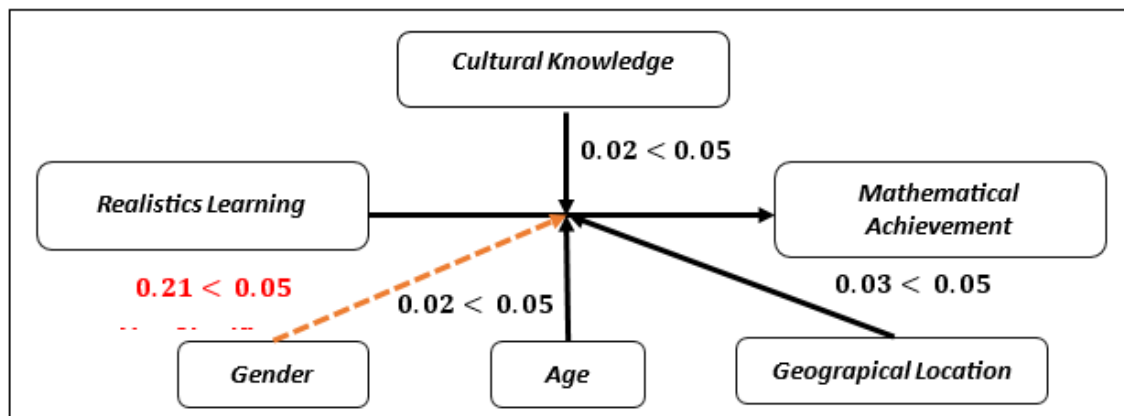 Cultural Knowledge
0.02 < 0.05
Realistics Learning
Mathematical
Achievement
0.21 < 0.05
0.02 < 0.05
0.03 < 0.05
Gender
Age
Geograpical Location